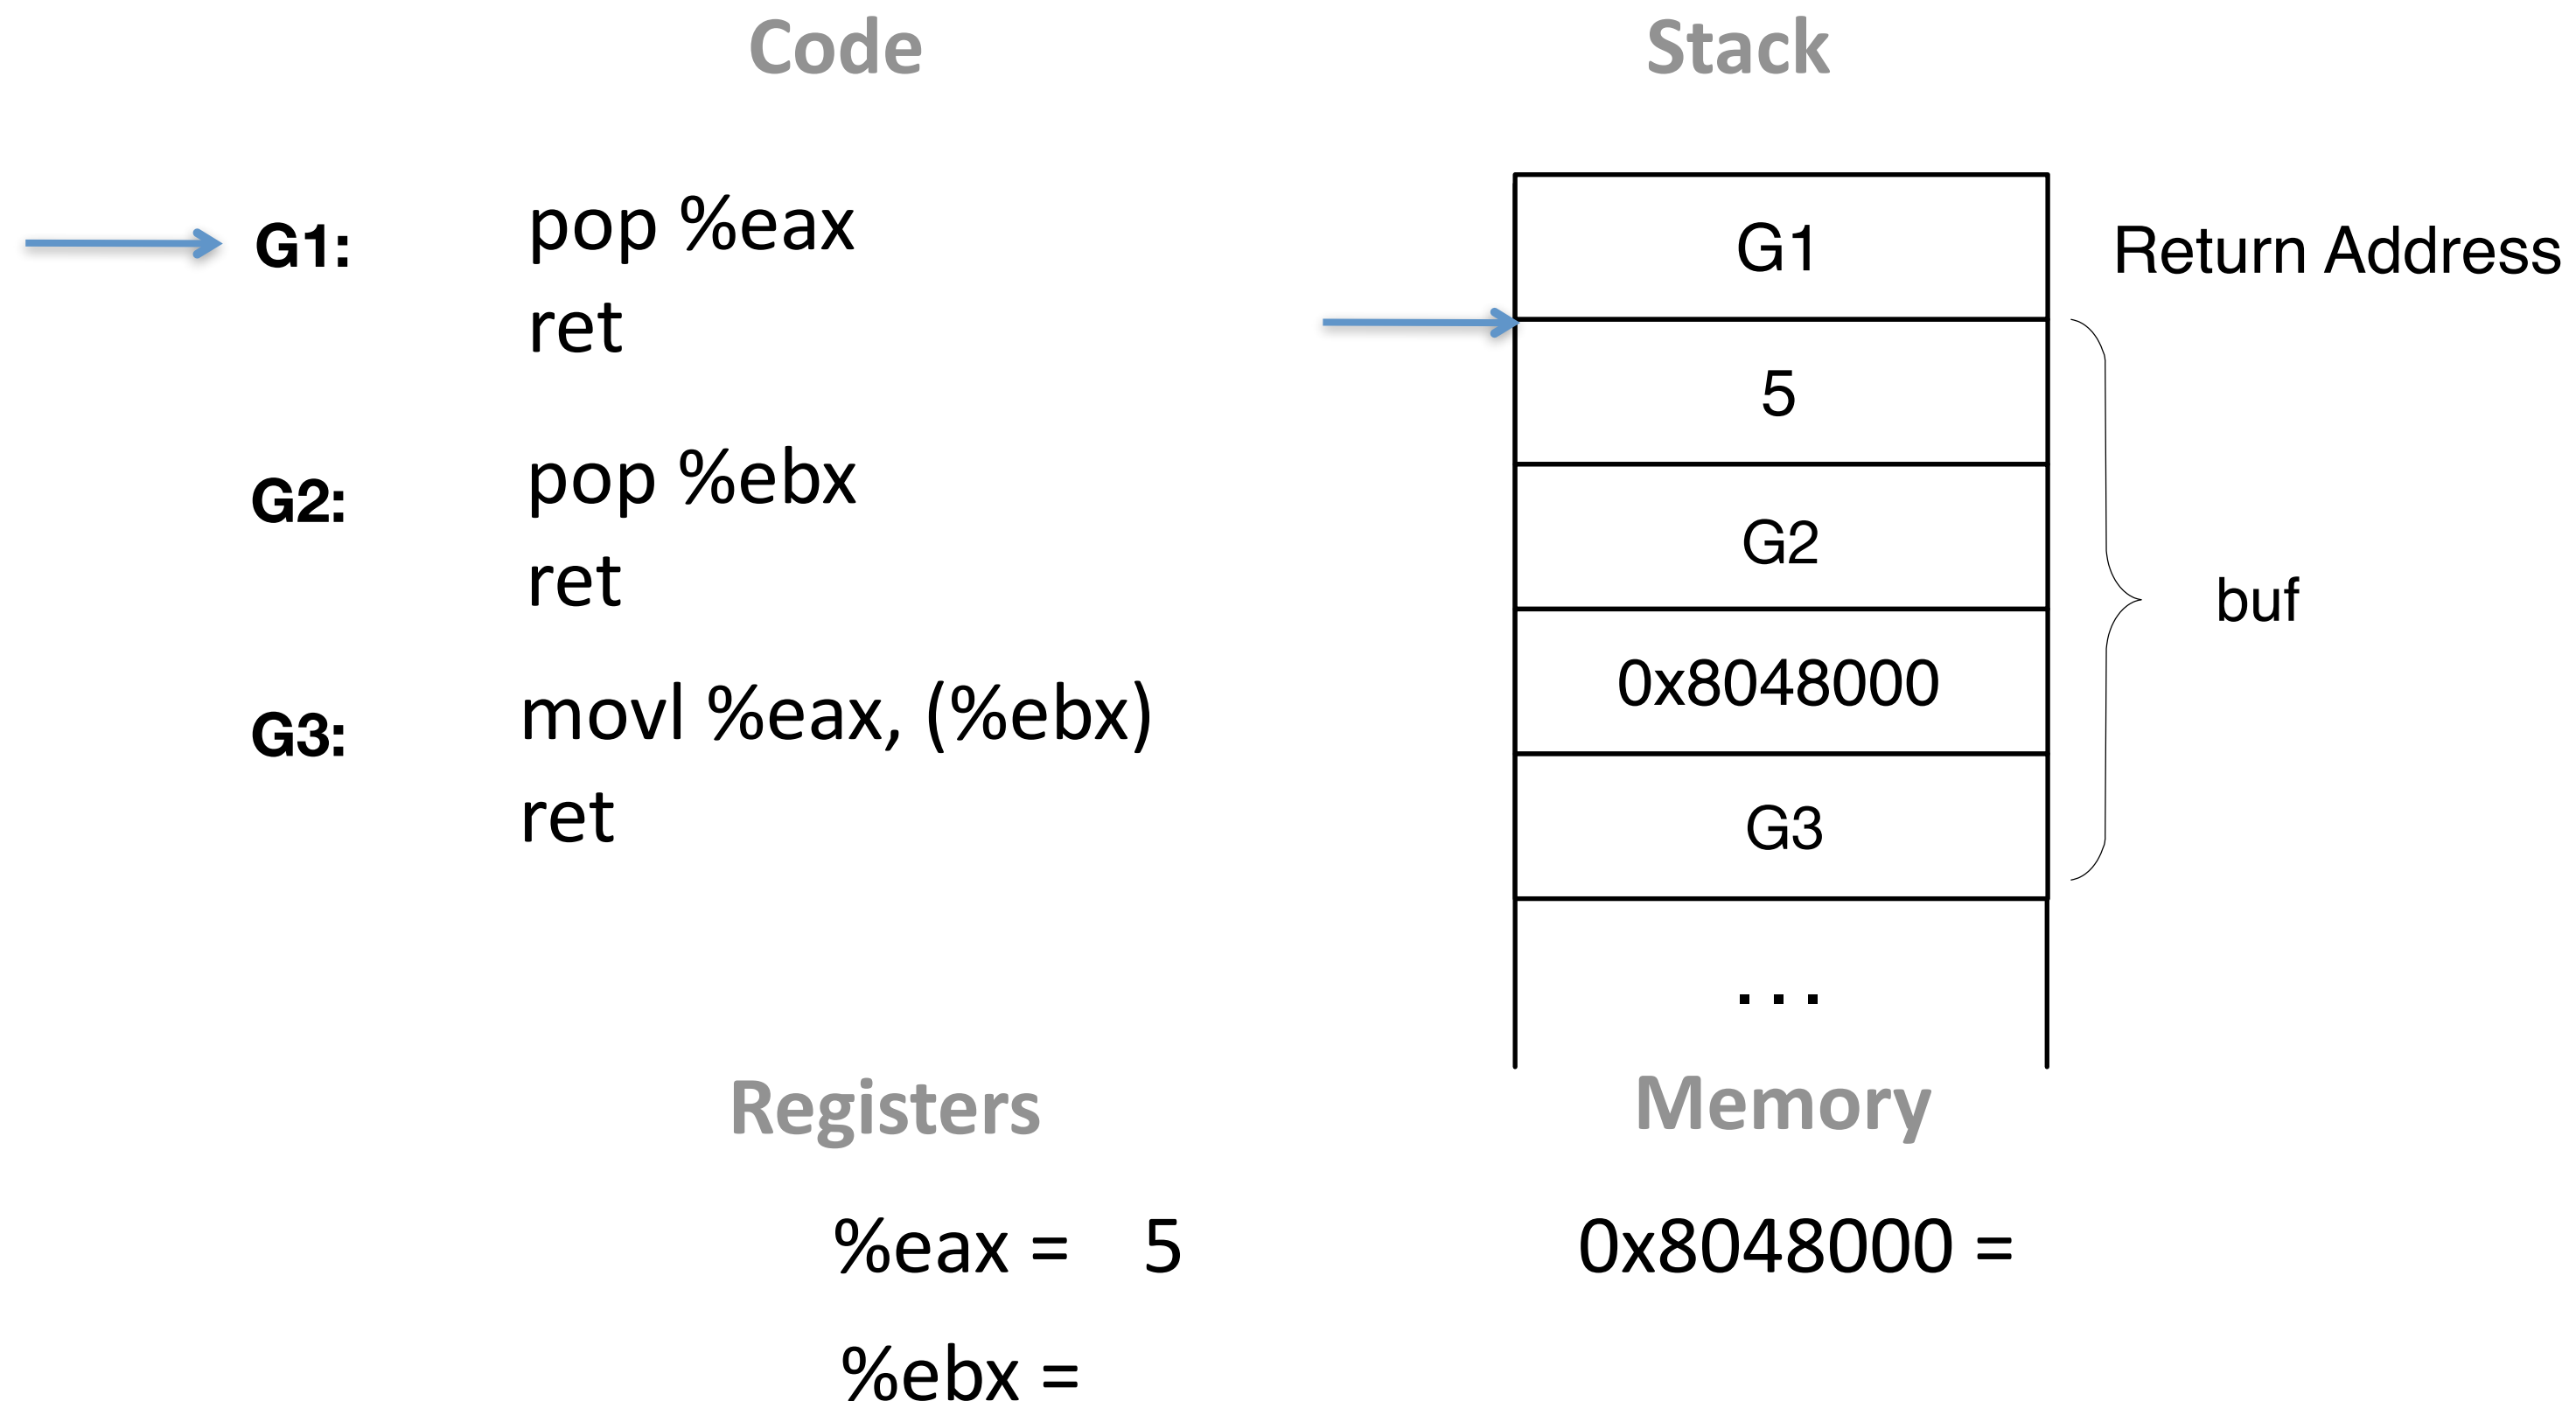 Code
G1: pop %eax
ret
G2: pop %ebx
ret
G3: movl %eax, (%ebx)
ret
Stack
G1 Return Address
5
G2
buf
0x8048000
G3
...
Registers
%eax = 5
%ebx =
Memory
0x8048000 =